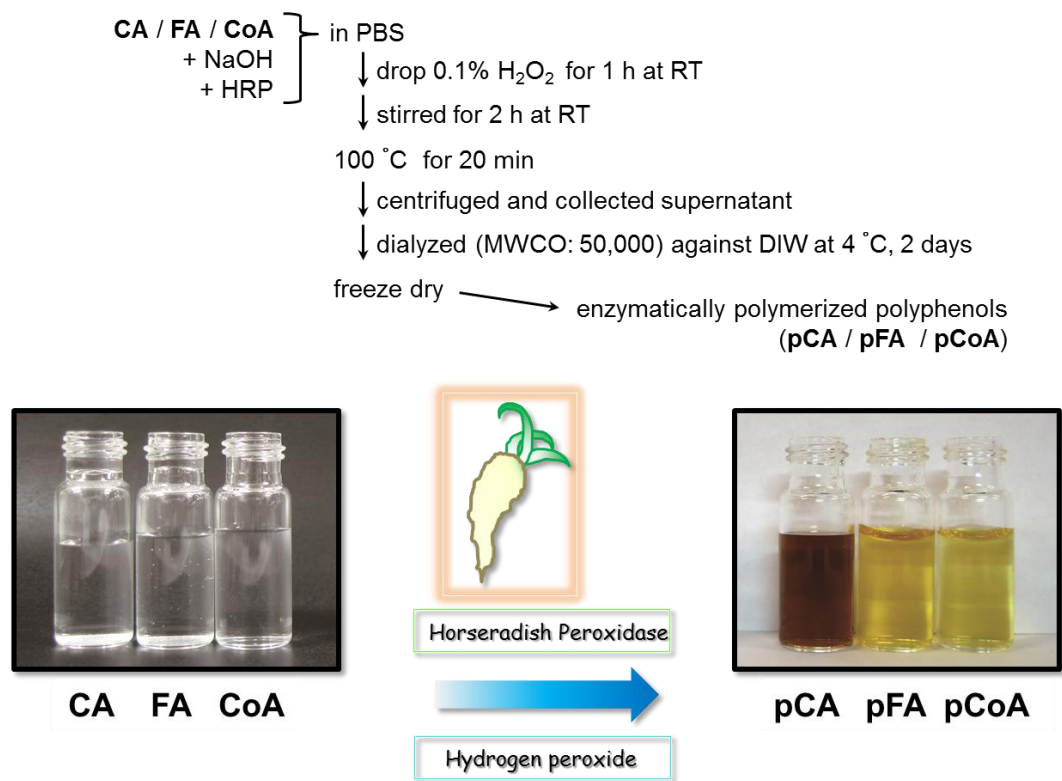 CA / FA / CoA
+ NaOH
+ HRP
in PBS
drop 0.1% H₂O₂ for 1 h at RT
stirred for 2 h at RT
100 ˚C for 20 min
centrifuged and collected supernatant
dialyzed (MWCO: 50,000) against DIW at 4 ˚C, 2 days
freeze dry
enzymatically polymerized polyphenols
(pCA / pFA / pCoA)
Horseradish Peroxidase
Hydrogen peroxide
CA FA CoA
pCA pFA pCoA